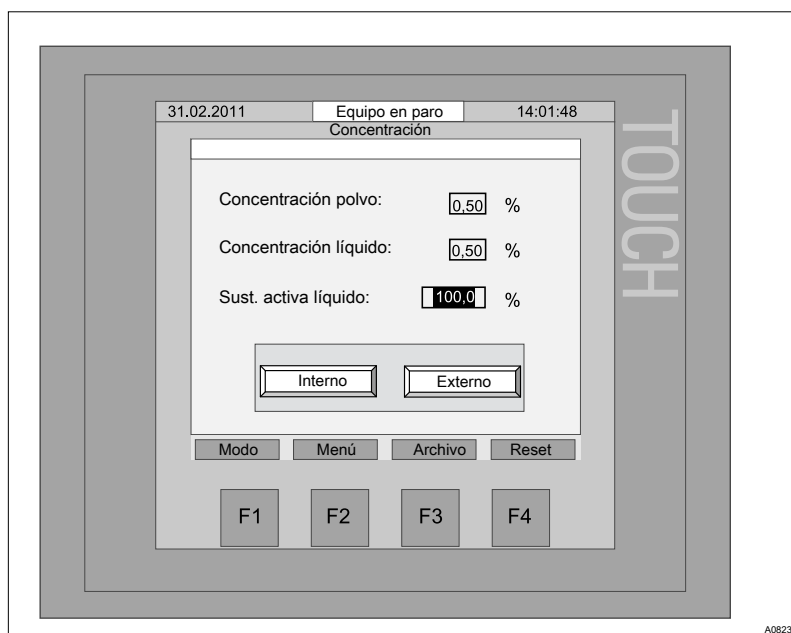 31.02.2011 Equipo en paro 14:01:48
Concentración
Concentración polvo: 0,50 %
Concentración líquido: 0,50 %
Sust. activa líquido: 100,0 %
Interno Externo
Modo Menú Archivo Reset
F1 F2 F3 F4
TOUCH
A0823